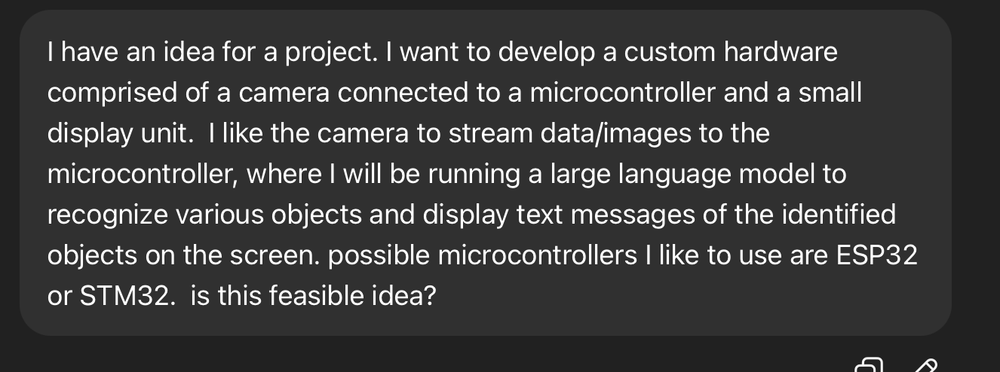 I have an idea for a project. I want to develop a custom hardware
comprised of a camera connected to a microcontroller and a small
display unit.  I like the camera to stream data/images to the
microcontroller, where I will be running a large language model to
recognize various objects and display text messages of the identified
objects on the screen. possible microcontrollers I like to use are ESP32
or STM32.  is this feasible idea?